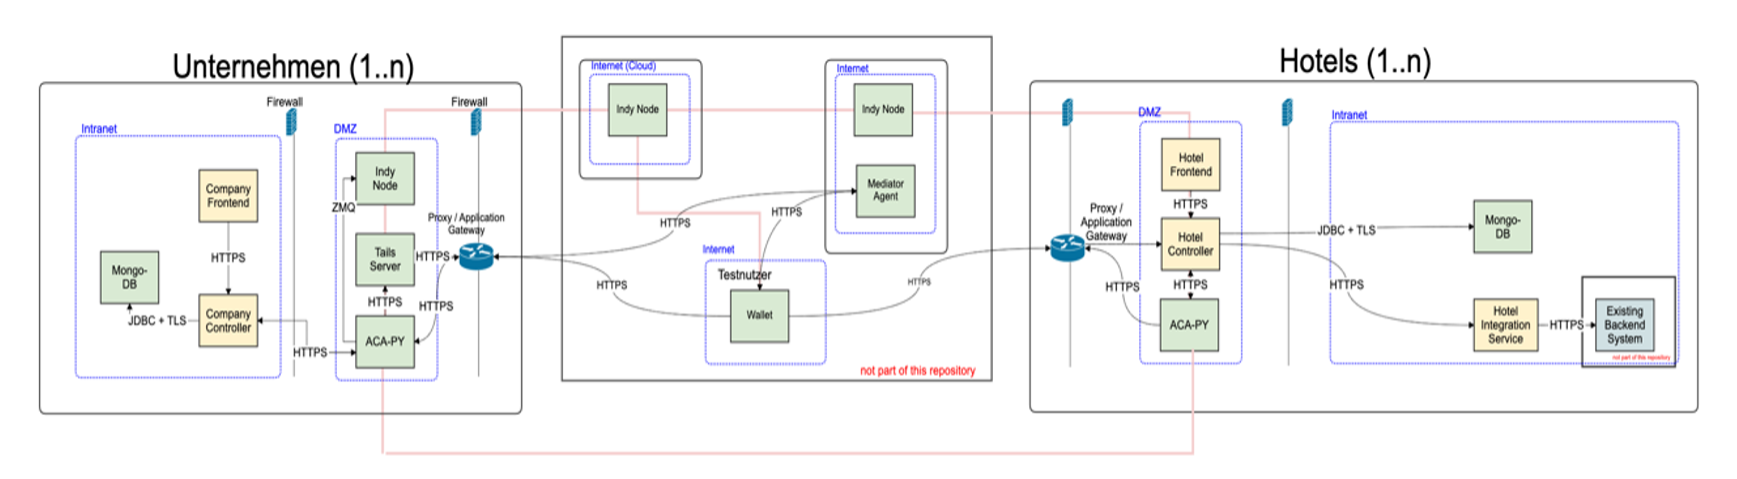 Unternehmen (1..n)
Firewall
Firewall
Intranet
DMZ
Company
Frontend
HTTPS
Mongo-
DB
JDBC + TLS
Company
Controller
HTTPS
Indy
Node
ZMQ
Tails
Server
HTTPS
HTTPS
ACA-PY
HTTPS
Proxy / Application
Gateway
Internet (Cloud)
Indy Node
Internet
Indy Node
Mediator
Agent
HTTPS
HTTPS
HTTPS
Internet
Testnutzer
Wallet
HTTPS
not part of this repository
Hotels (1..n)
DMZ
Hotel
Frontend
HTTPS
Proxy /
Application
Gateway
Hotel
Controller
HTTPS
HTTPS
ACA-PY
Intranet
JDBC + TLS
Mongo-
DB
HTTPS
Hotel
Integration
Service
HTTPS
Existing
Backend
System
not part of this repository